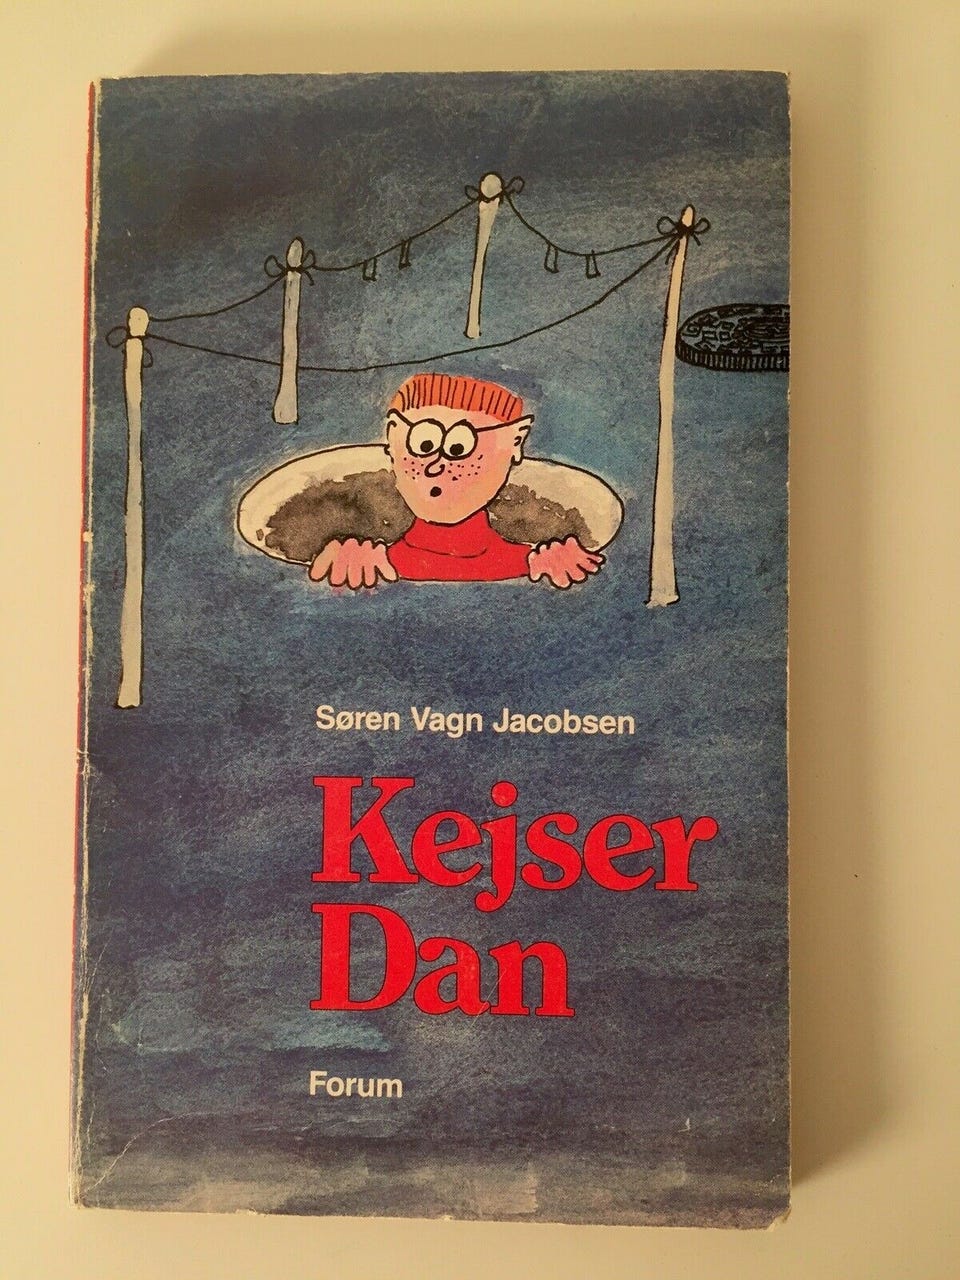 Søren Vagn Jacobsen
Kejser
Dan
Forum